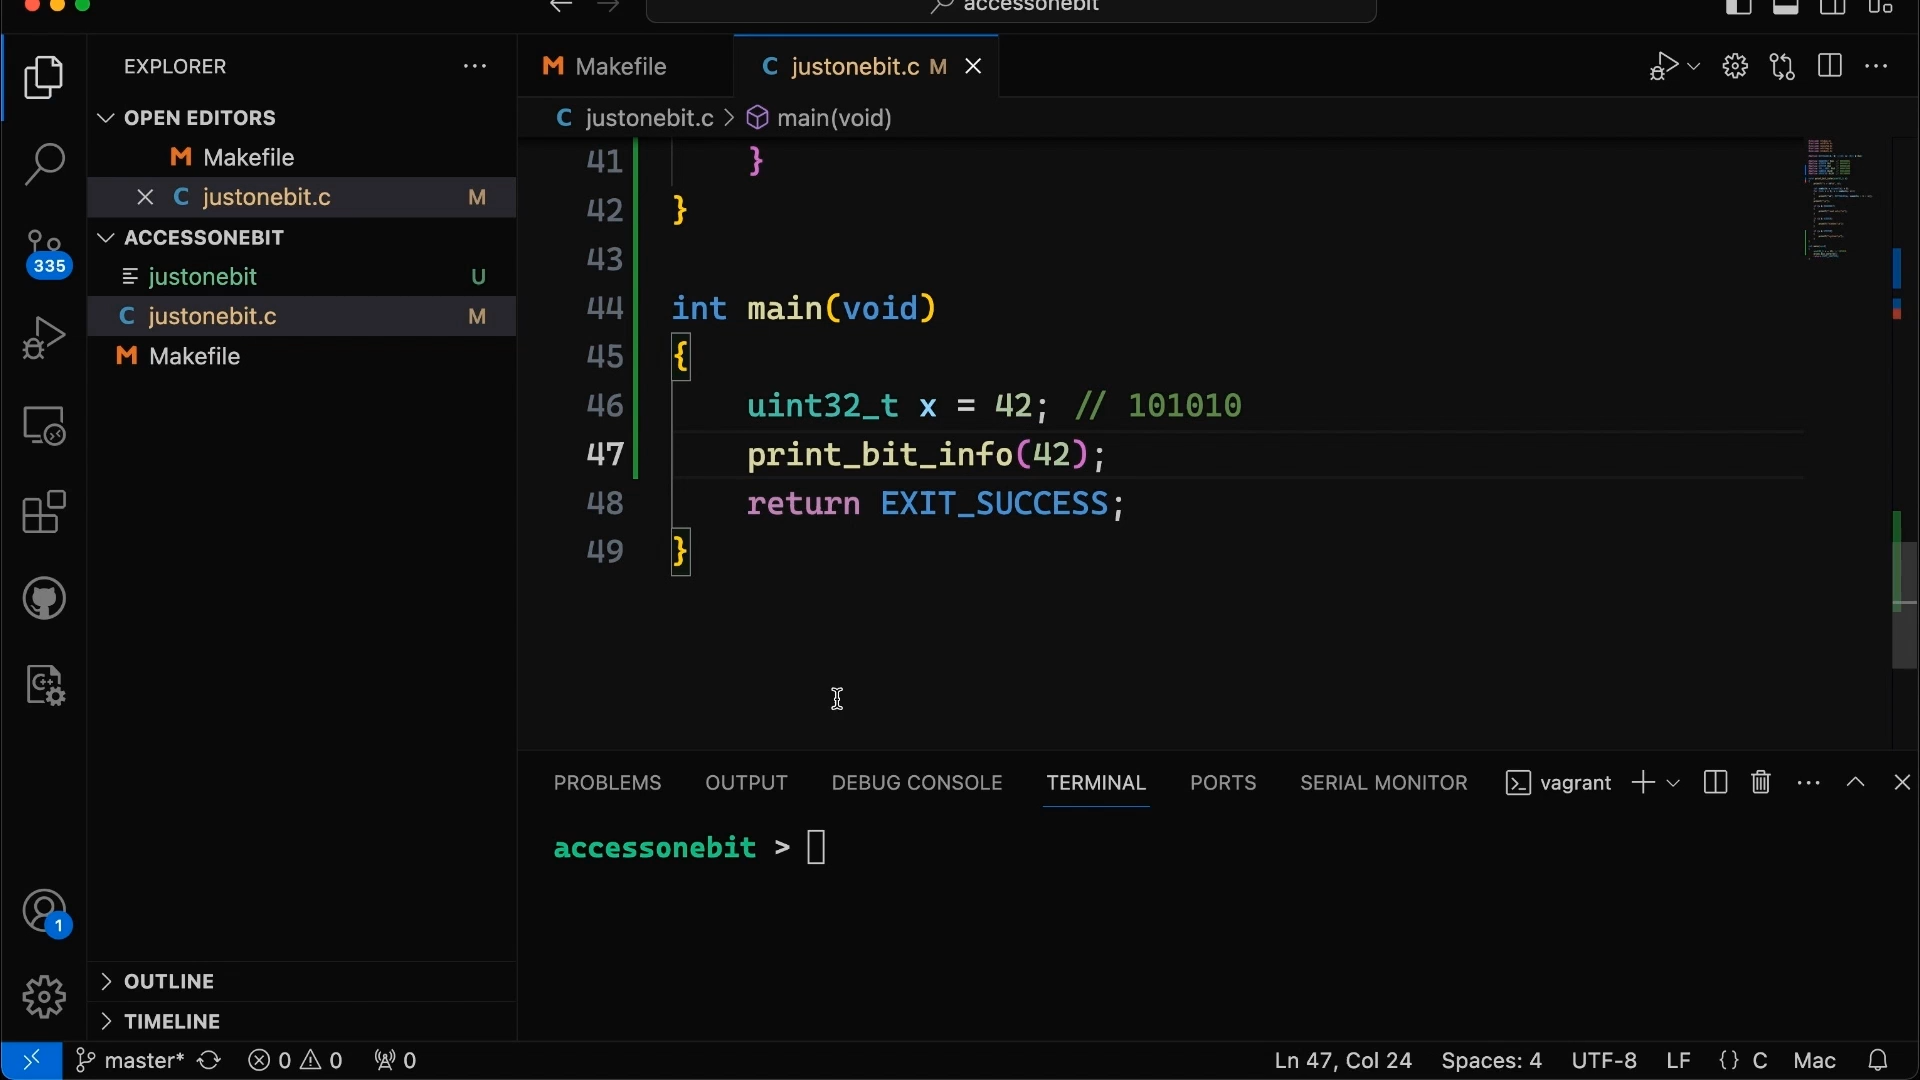 accessonebit
EXPLORER
OPEN EDITORS
Makefile
justonebit.c M
ACCESSONEBIT
justonebit U
justonebit.c M
Makefile
335
1
OUTLINE
TIMELINE
Makefile
justonebit.c M
justonebit.c > main(void)
41 }
42 }
43
44 int main(void)
45 {
46 uint32_t x = 42; // 101010
47 print_bit_info(42);
48 return EXIT_SUCCESS;
49 }
PROBLEMS OUTPUT DEBUG CONSOLE TERMINAL PORTS SERIAL MONITOR vagrant
accessonebit >
master* 0 0 0 Ln 47, Col 24 Spaces: 4 UTF-8 LF {} C Mac